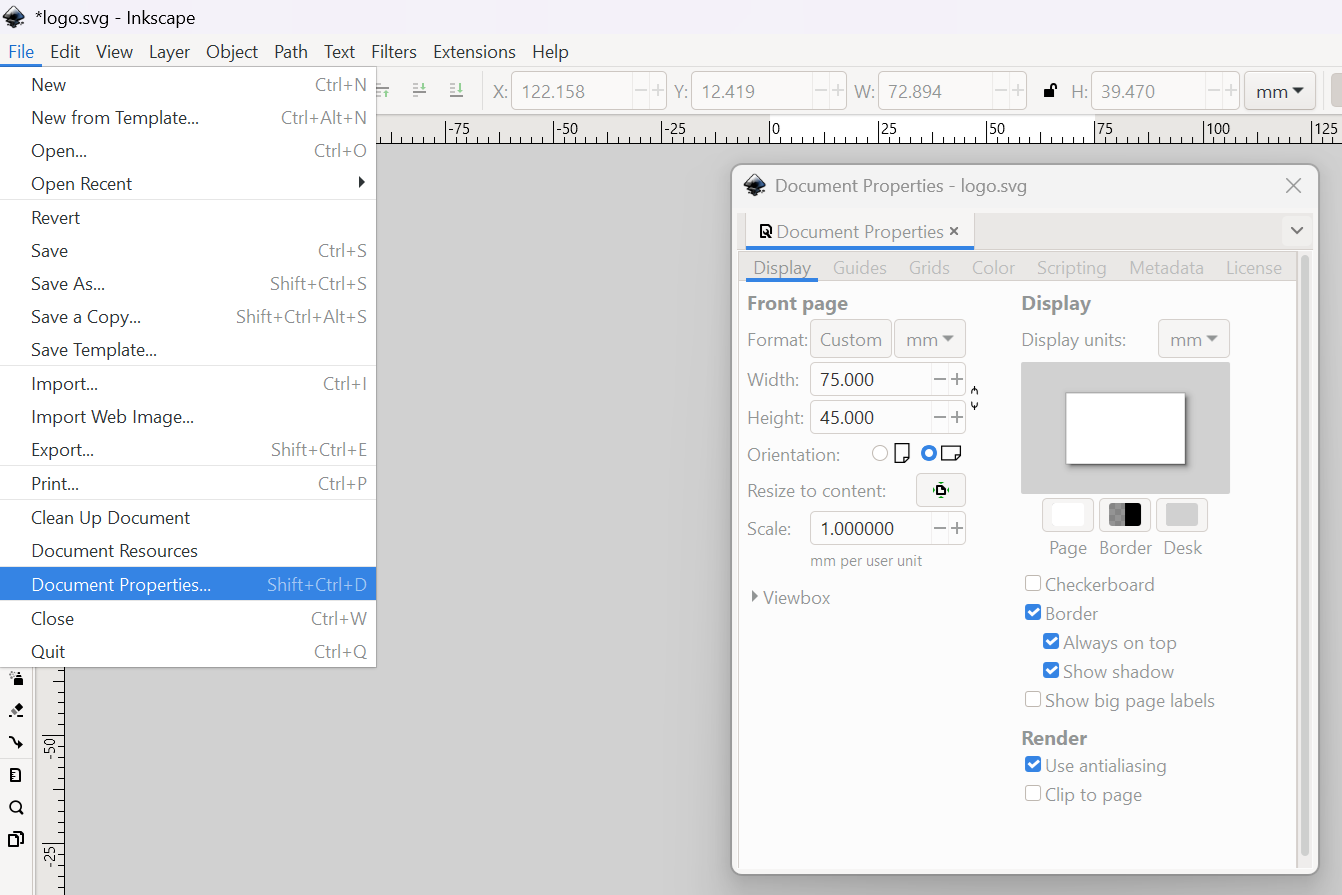 *logo.svg - Inkscape
File Edit View Layer Object Path Text Filters Extensions Help
X: 122.158 Y: 12.419 W: 72.894 H: 39.470 mm
-75 -50 -25 0 25 50 75 100 125
New Ctrl+N
New from Template... Ctrl+Alt+N
Open... Ctrl+O
Open Recent
Revert
Save Ctrl+S
Save As... Shift+Ctrl+S
Save a Copy... Shift+Ctrl+Alt+S
Save Template...
Import... Ctrl+I
Import Web Image...
Export... Shift+Ctrl+E
Print... Ctrl+P
Clean Up Document
Document Resources
Document Properties... Shift+Ctrl+D
Close Ctrl+W
Quit Ctrl+Q
-50
-25
Document Properties - logo.svg
Document Properties
Display Guides Grids Color Scripting Metadata License
Front page
Format: Custom mm
Width: 75.000
Height: 45.000
Orientation:
Resize to content:
Scale: 1.000000
mm per user unit
Viewbox
Display
Display units: mm
Page Border Desk
Checkerboard
Border
Always on top
Show shadow
Show big page labels
Render
Use antialiasing
Clip to page